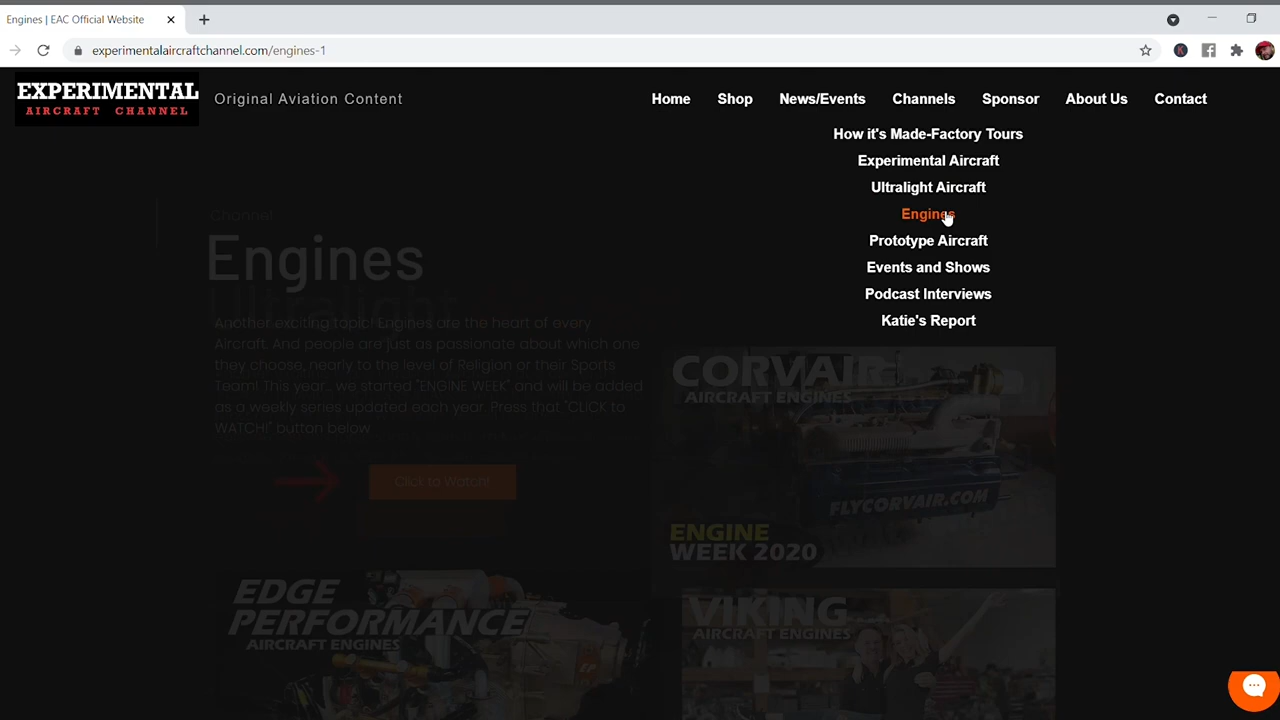 Engines | EAC Official Website
experimentalaircraftchannel.com/engines-1
EXPERIMENTAL
AIRCRAFT CHANNEL
Original Aviation Content
Home Shop News/Events Channels Sponsor About Us Contact
How it's Made-Factory Tours
Experimental Aircraft
Ultralight Aircraft
Engines
Prototype Aircraft
Events and Shows
Podcast Interviews
Katie's Report
Channel
Engines
Ultralight
Another exciting topic! Engines are the heart of every
Aircraft. And people are just as passionate about which one
they choose, nearly to the level of Religion or their Sports
Team! This year.. we started "ENGINE WEEK" and will be added
as a weekly series updated each year. Press that "CLICK to
WATCH!" button below
Click to Watch!
CORVAIR
AIRCRAFT ENGINES
FLYCORVAIR.COM
ENGINE
WEEK 2020
EDGE
PERFORMANCE
AIRCRAFT ENGINES
VIKING
AIRCRAFT ENGINES